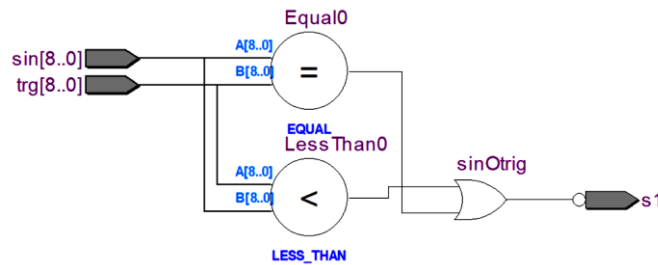 Equal0
sin[8..0]
A[8..0]
trg[8..0]
B[8..0]
=
EQUAL
LessThan0
sinOtrig
A[8..0]
B[8..0]
<
s1
LESS_THAN